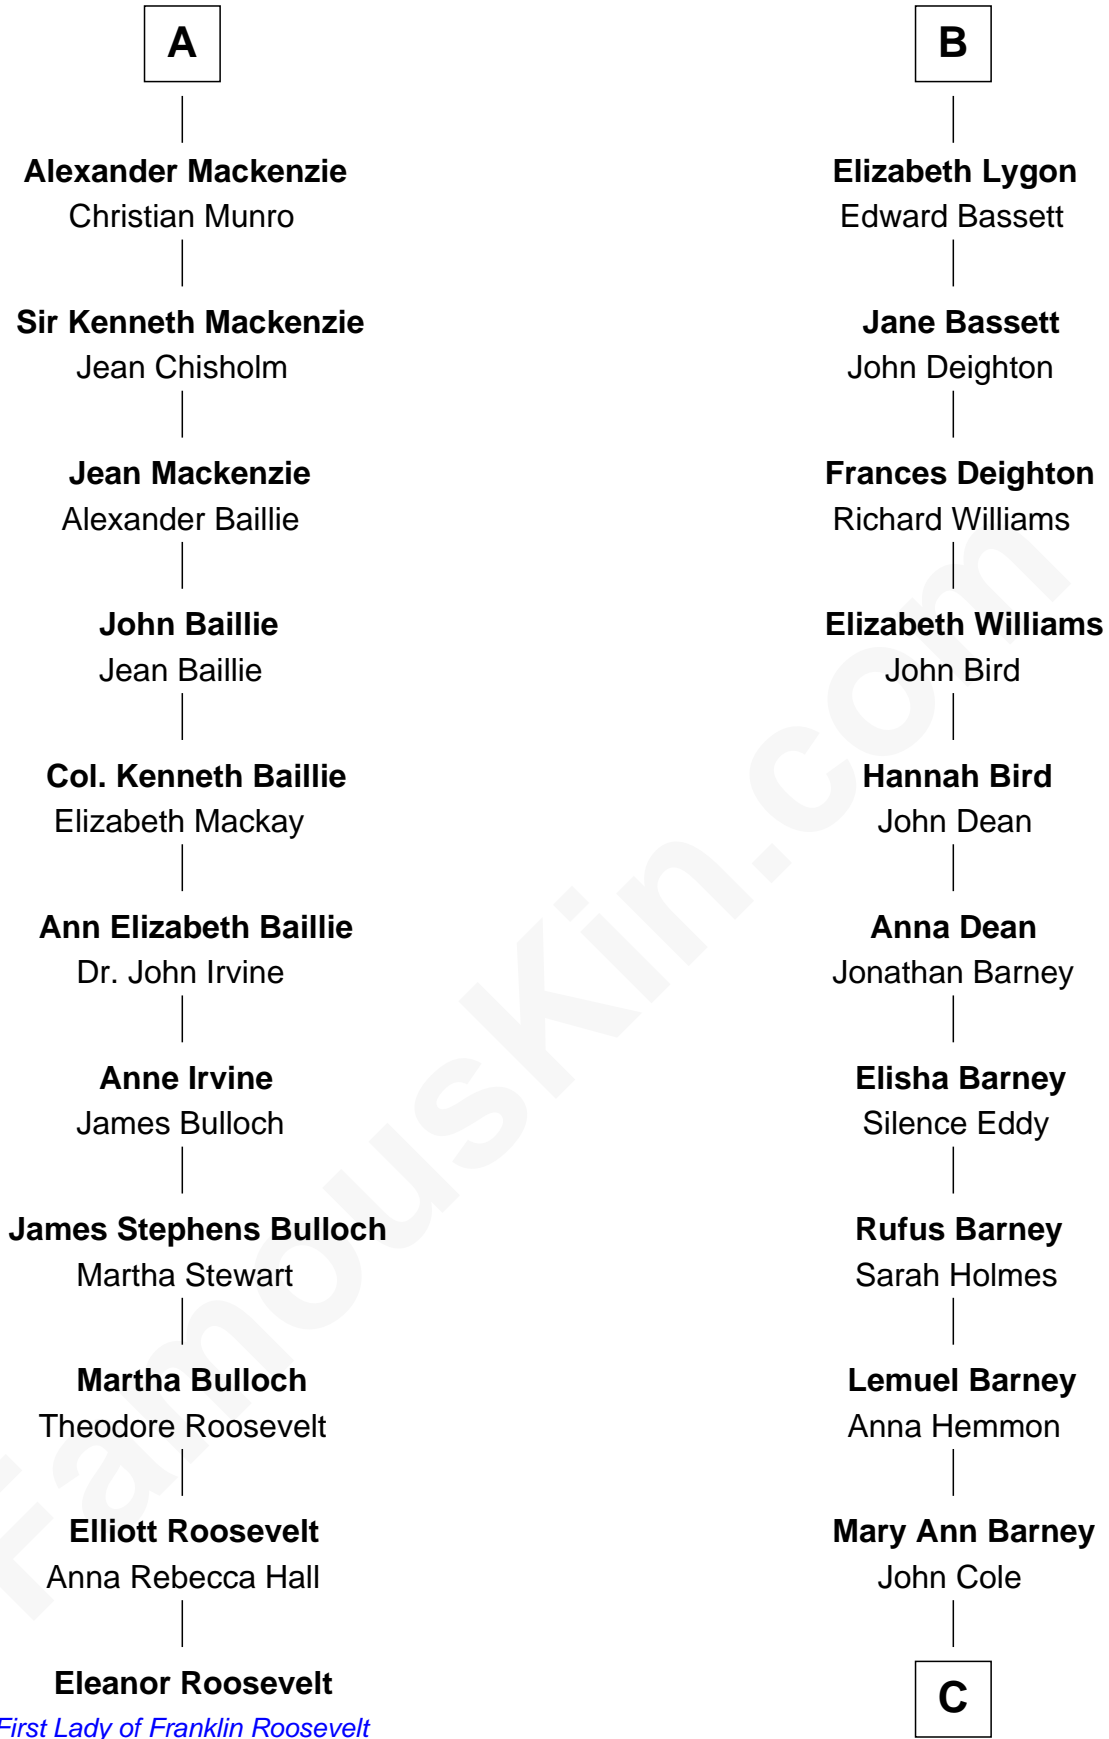 A
Alexander Mackenzie
Christian Munro
Sir Kenneth Mackenzie
Jean Chisholm
Jean Mackenzie
Alexander Baillie
John Baillie
Jean Baillie
Col. Kenneth Baillie
Elizabeth Mackay
Ann Elizabeth Baillie
Dr. John Irvine
Anne Irvine
James Bulloch
James Stephens Bulloch
Martha Stewart
Martha Bulloch
Theodore Roosevelt
Elliott Roosevelt
Anna Rebecca Hall
Eleanor Roosevelt
First Lady of Franklin Roosevelt
B
Elizabeth Lygon
Edward Bassett
Jane Bassett
John Deighton
Frances Deighton
Richard Williams
Elizabeth Williams
John Bird
Hannah Bird
John Dean
Anna Dean
Jonathan Barney
Elisha Barney
Silence Eddy
Rufus Barney
Sarah Holmes
Lemuel Barney
Anna Hemmon
Mary Ann Barney
John Cole
C
FamousKin.com